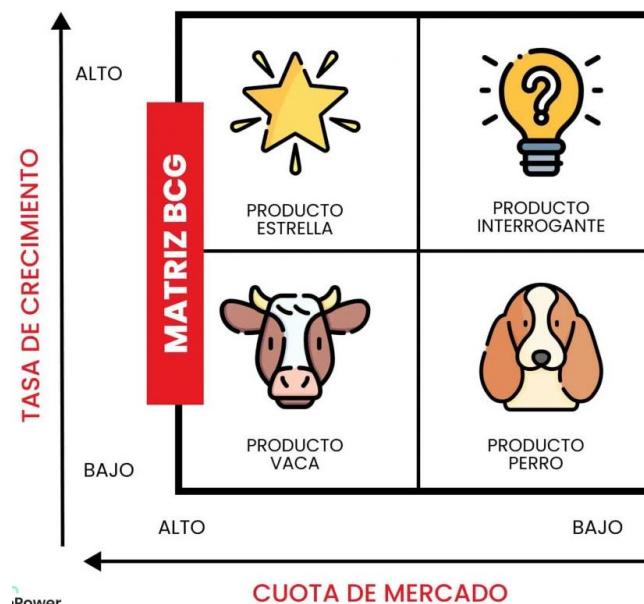 ALTO
TASA DE CRECIMIENTO
MATRIZ BCG
PRODUCTO
ESTRELLA
PRODUCTO
INTERROGANTE
PRODUCTO
VACA
PRODUCTO
PERRO
BAJO
ALTO
BAJO
CUOTA DE MERCADO
Power